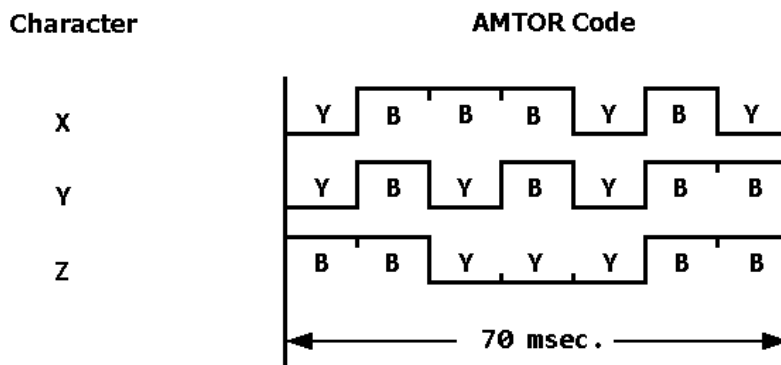 Character AMTOR Code
X Y B B B Y B Y
Y Y B Y B Y B B
Z B B Y Y Y B B
70 msec.